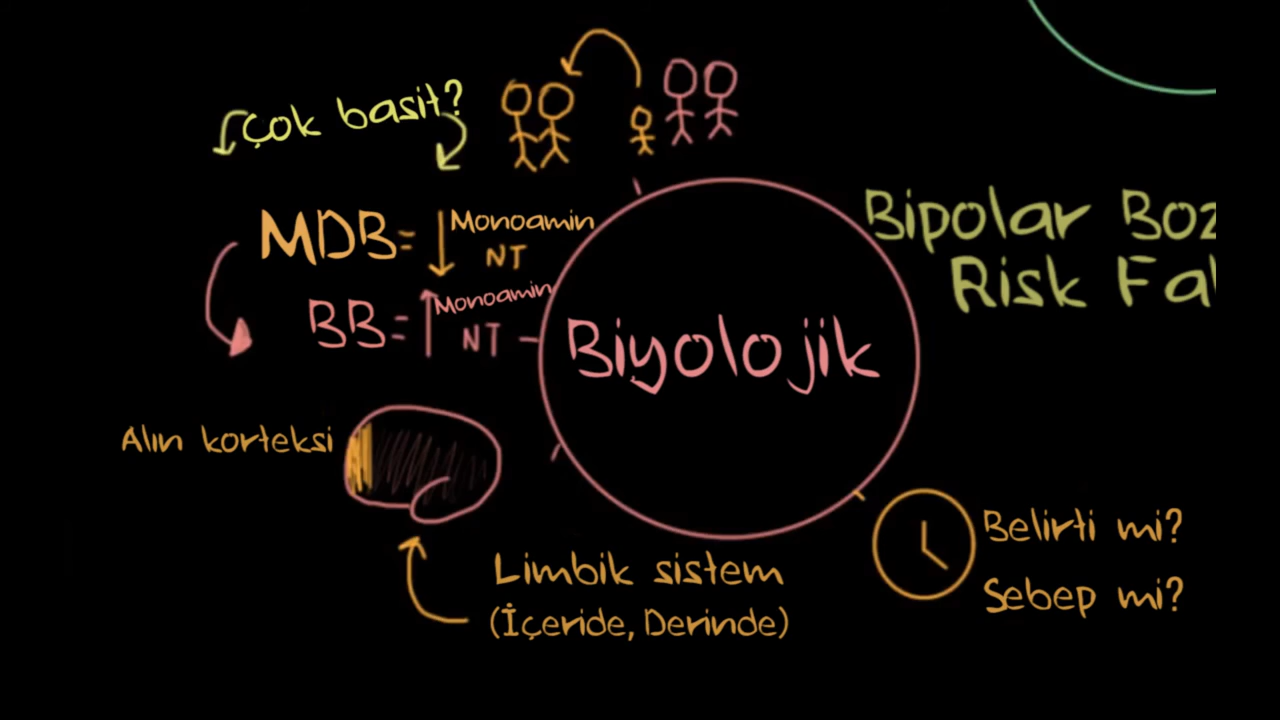 Çok basit?
MDB= ↓ Monoamin
NT
BB= ↑ Monoamin
NT
Alın korteksi
Limbik sistem
(İçeride, Derinde)
Biyolojik
Bipolar Boz
Risk Fa
Belirti mi?
Sebep mi?